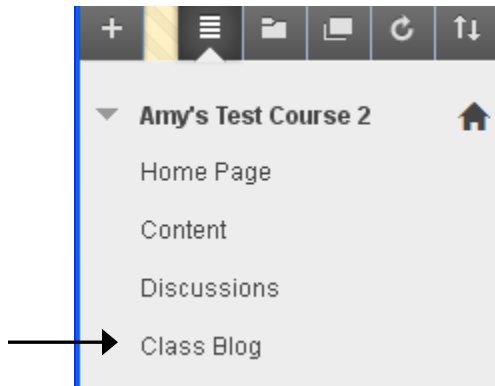 Amy's Test Course 2
Home Page
Content
Discussions
Class Blog